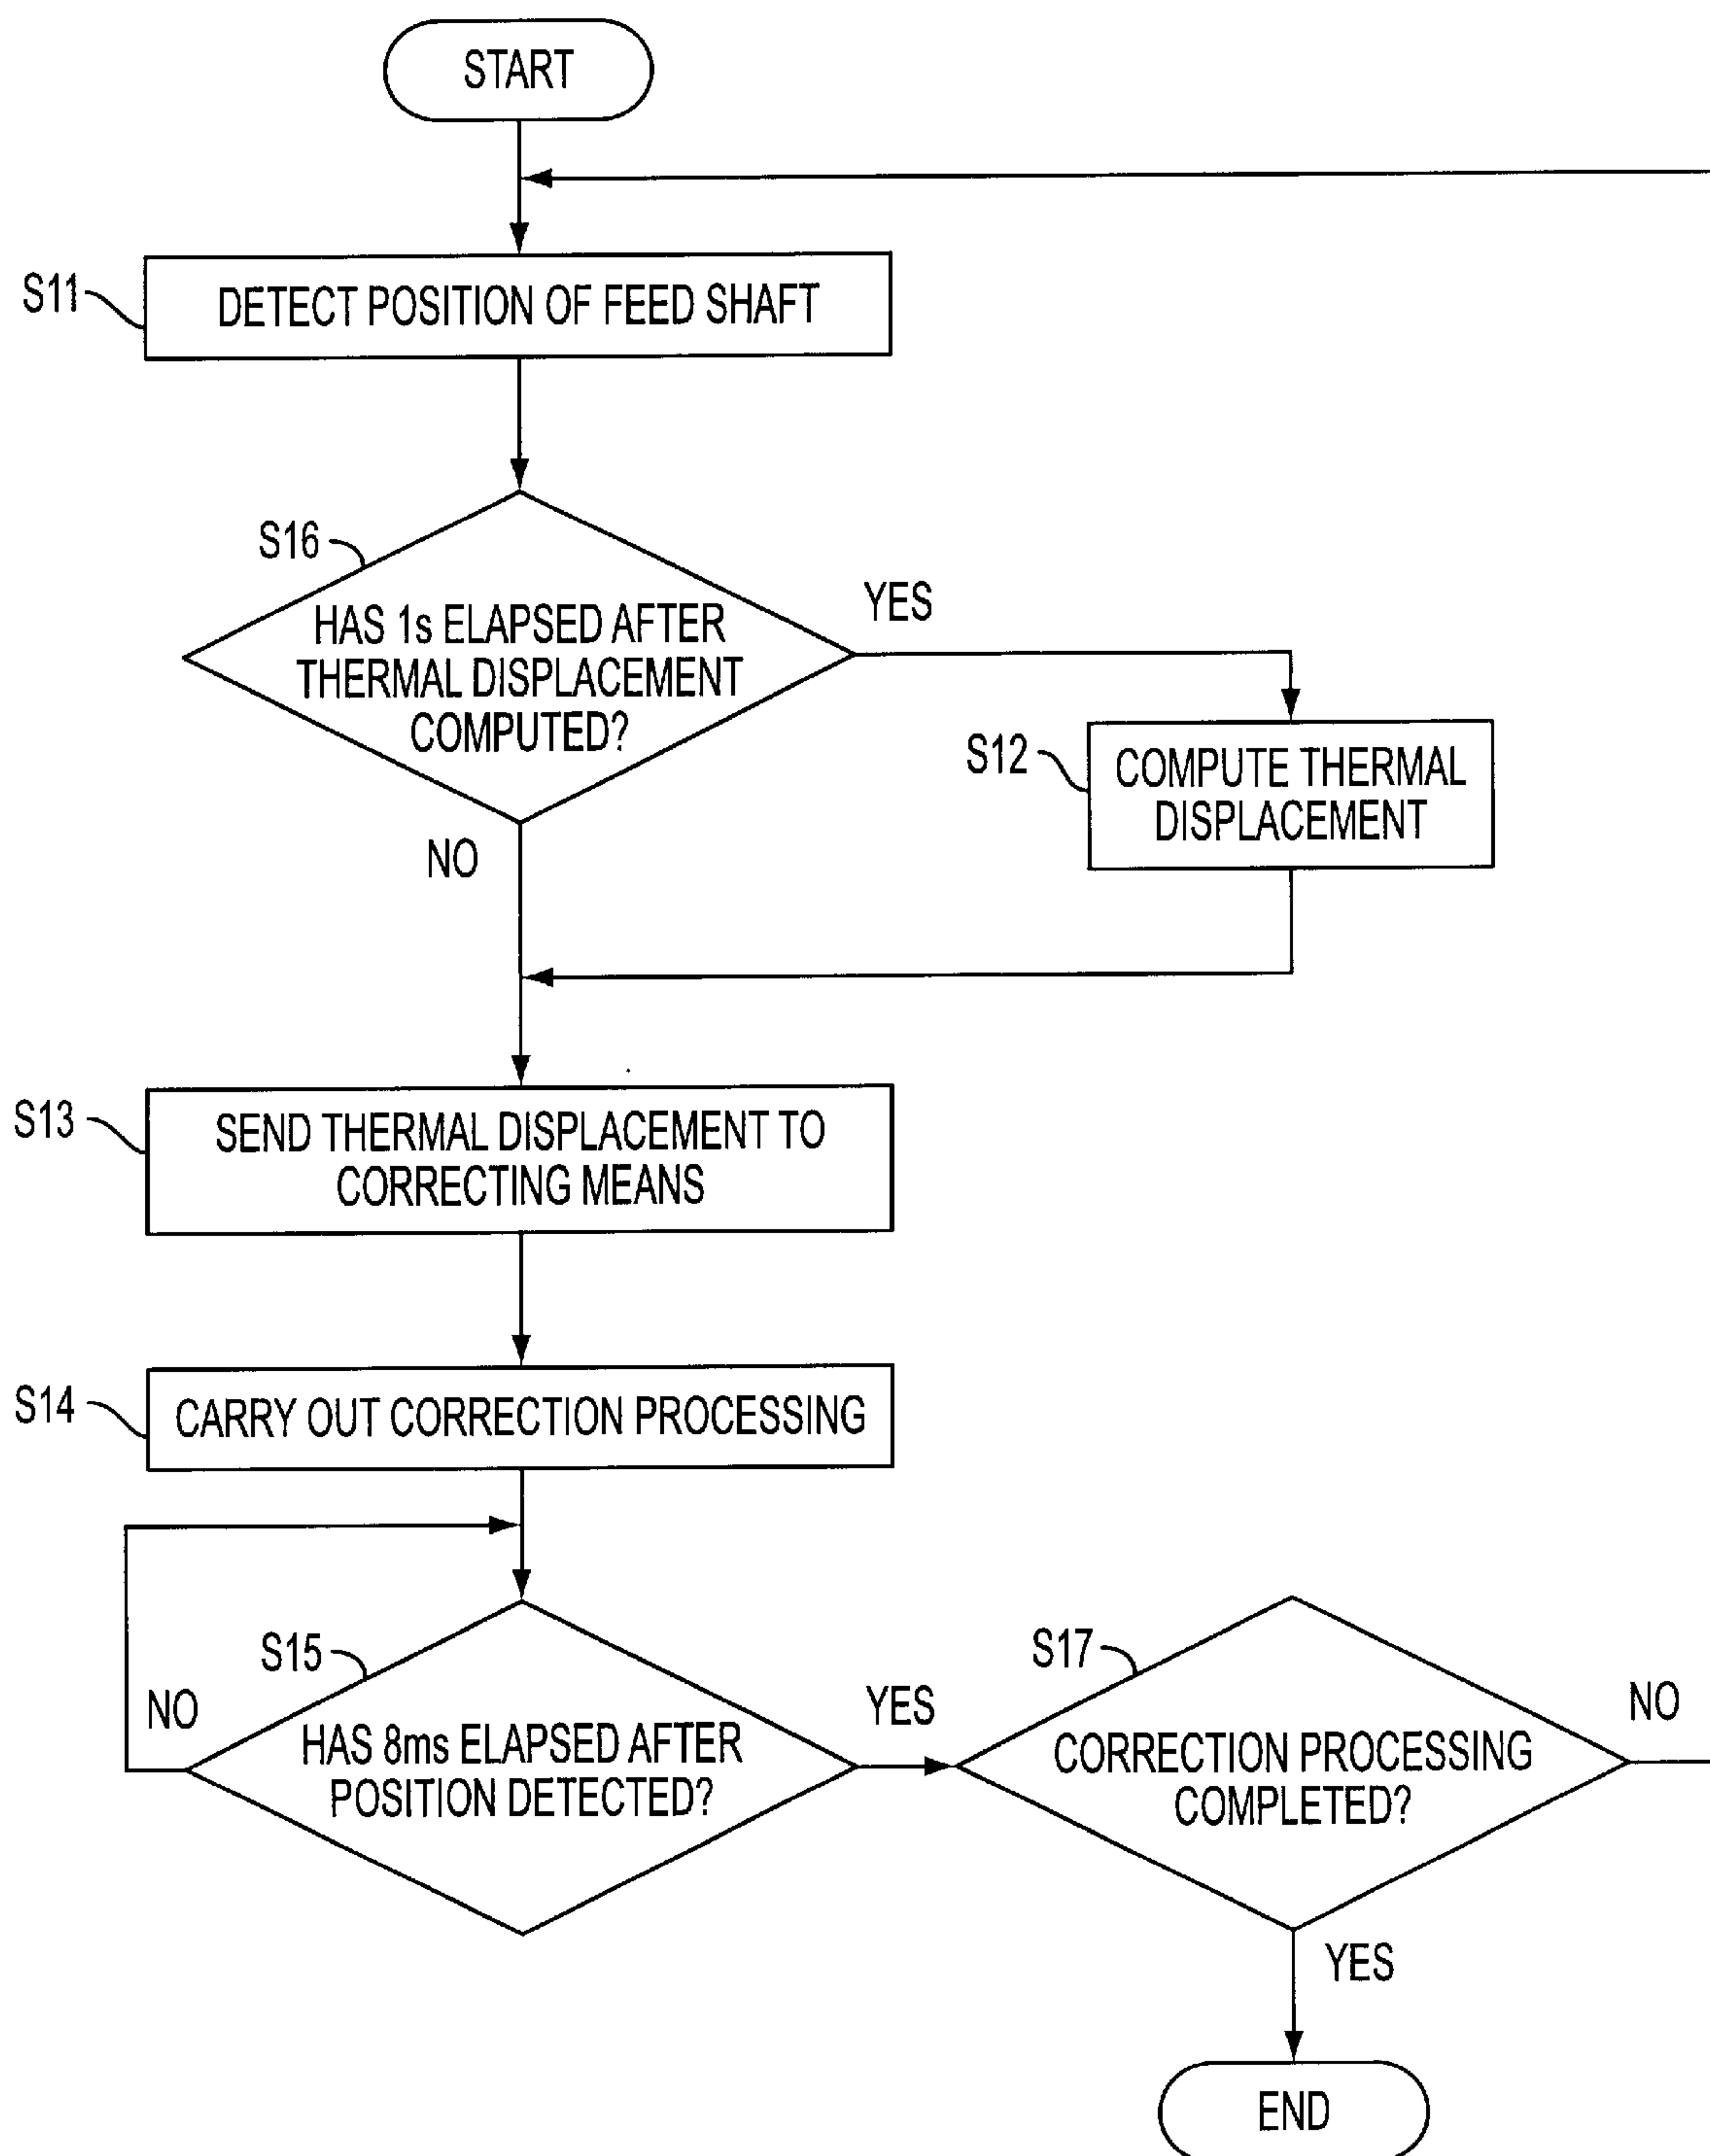 START
S11
DETECT POSITION OF FEED SHAFT
S16
HAS 1s ELAPSED AFTER
THERMAL DISPLACEMENT
COMPUTED?
YES
NO
S12
COMPUTE THERMAL
DISPLACEMENT
S13
SEND THERMAL DISPLACEMENT TO
CORRECTING MEANS
S14
CARRY OUT CORRECTION PROCESSING
S15
NO
HAS 8ms ELAPSED AFTER
POSITION DETECTED?
YES
S17
CORRECTION PROCESSING
COMPLETED?
NO
YES
END